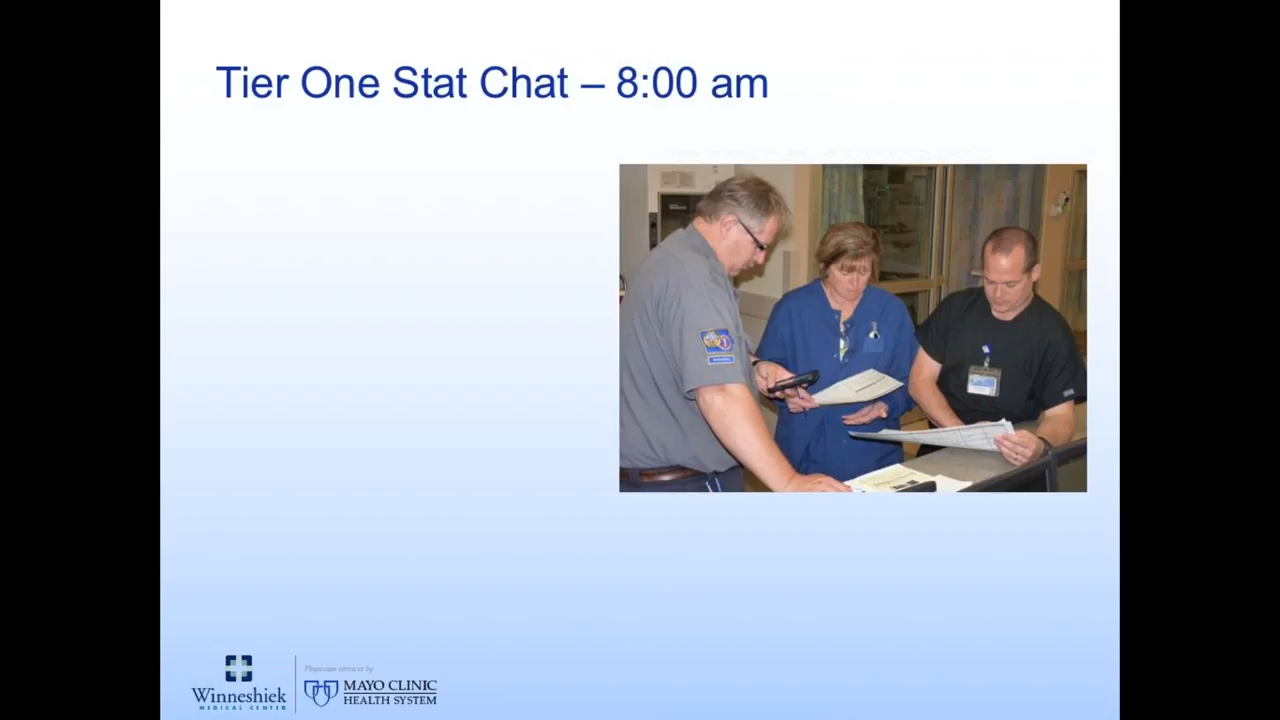 Tier One Stat Chat – 8:00 am
Winneshiek
MEDICAL CENTER
Physician services by
MAYO CLINIC
HEALTH SYSTEM